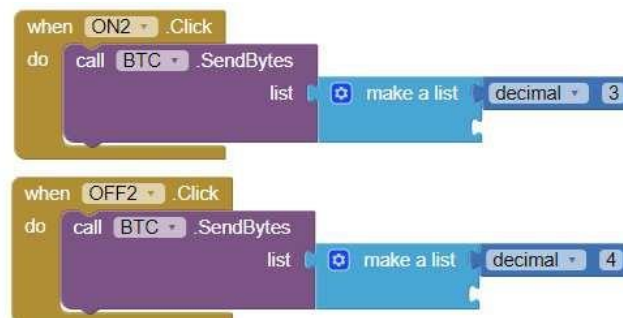 when ON2 .Click
do call BTC .SendBytes
list make a list decimal 3
when OFF2 .Click
do call BTC .SendBytes
list make a list decimal 4